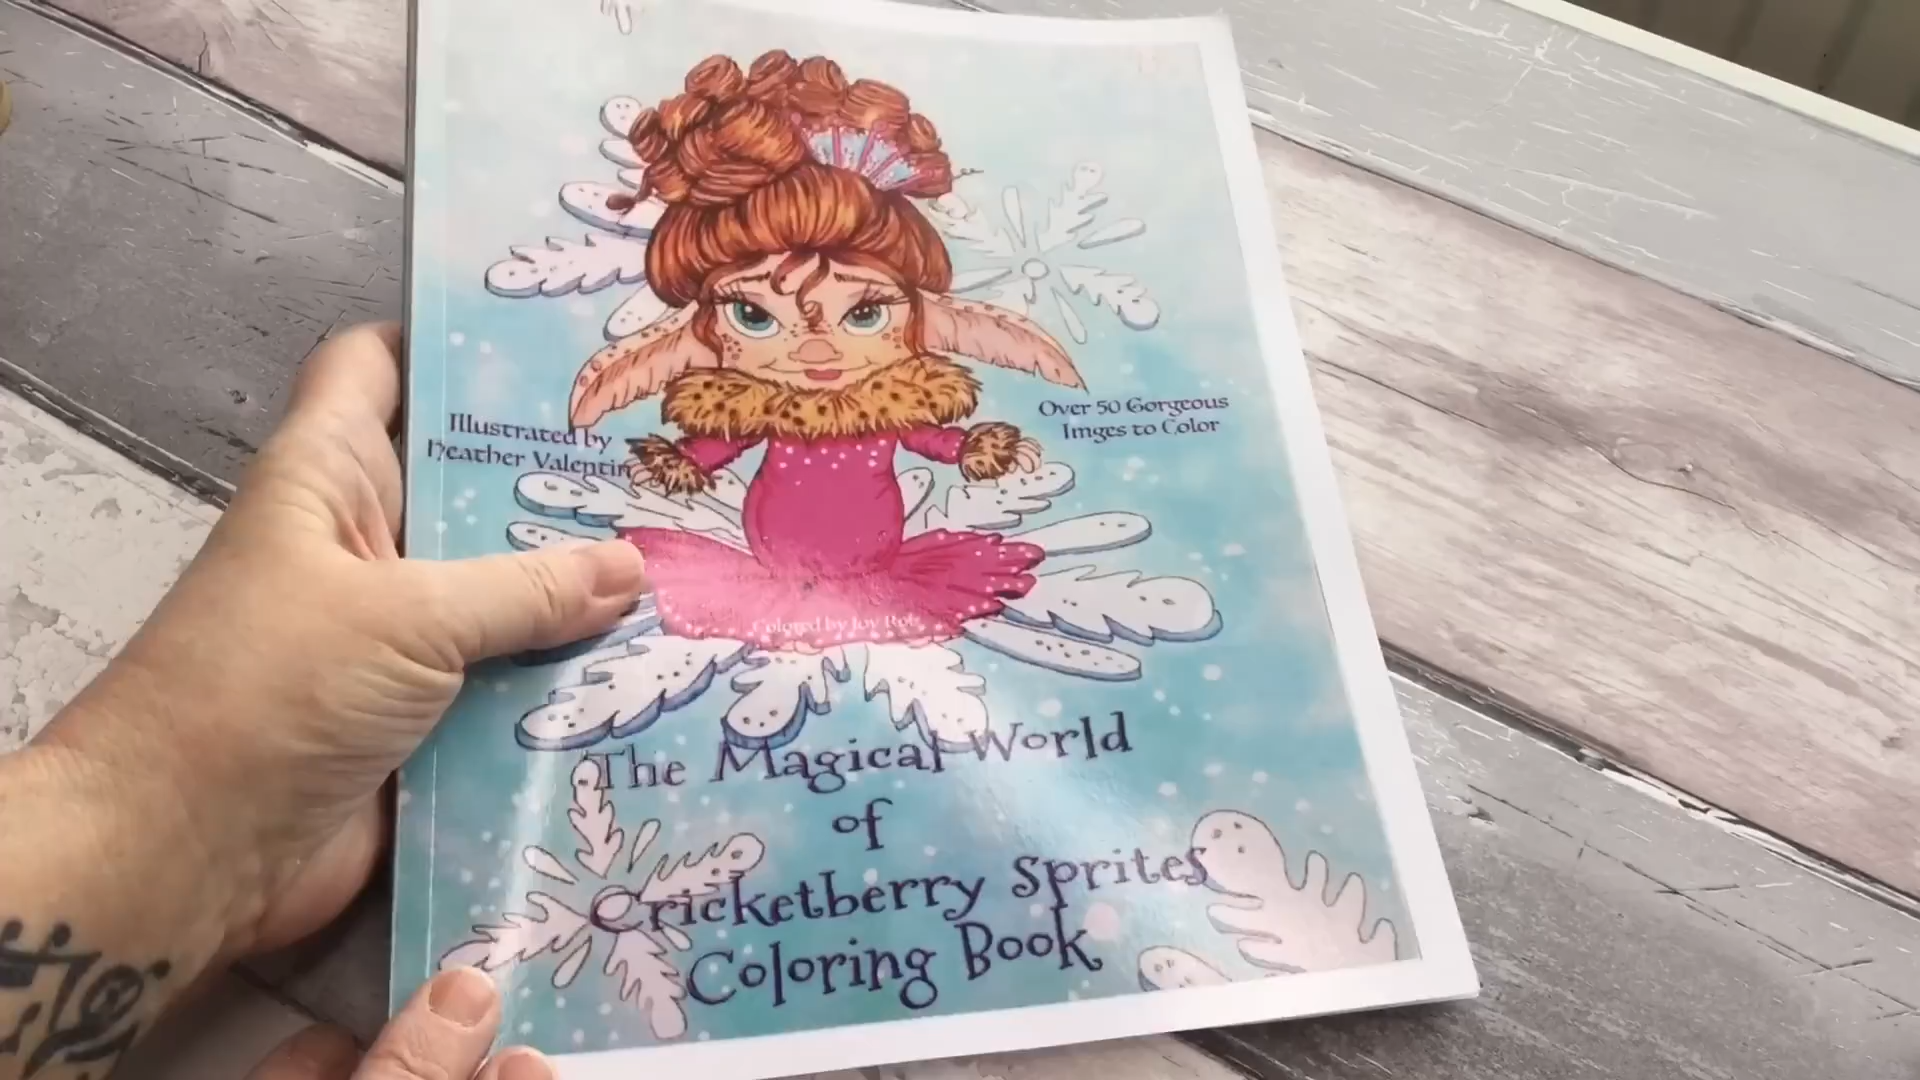 Illustrated by
Heather Valentin
Over 50 Gorgeous
Imges to Color
Colored by Joy Rob
The Magical World
of
Cricketberry Sprites
Coloring Book